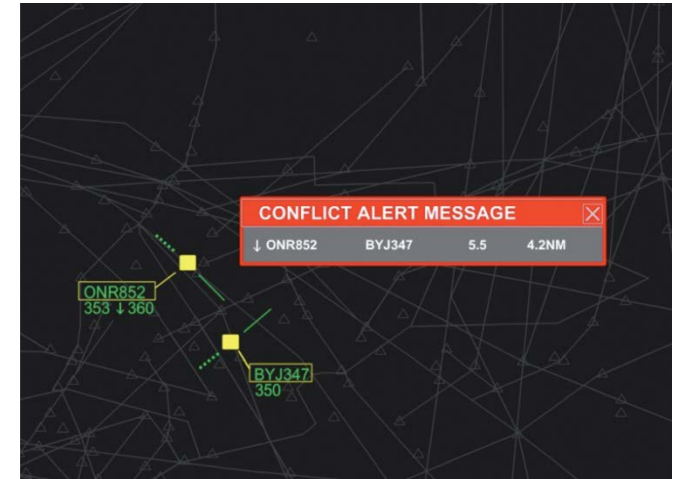 CONFLICT ALERT MESSAGE
↓ ONR852 BYJ347 5.5 4.2NM
ONR852
353 ↓360
BYJ347
350